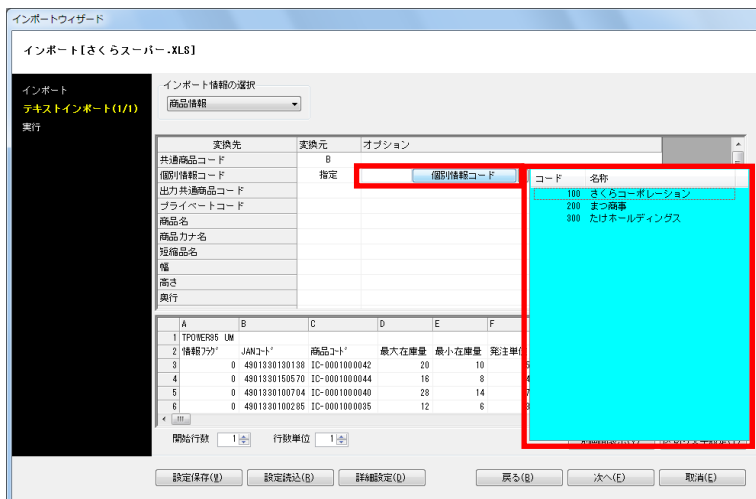 インポートウィザード
インポート[さくらスーパー.XLS]
インポート
テキストインポート(1/1)
実行
インポート情報の選択
商品情報
変換先 変換元 オプション
共通商品コード B
個別情報コード 指定 個別情報コード
出力共通商品コード
プライベートコード
商品名
商品カナ名
短縮品名
幅
高さ
奥行
コード 名称
100 さくらコーポレーション
200 まつ商事
300 たけホールディングス
A B C D E F
1 TPOWER95 UM
2 情報フラグ JANコード 商品コード 最大在庫量 最小在庫量 発注単位
3 0 4901330130138 IC-0001000042 20 10
4 0 4901330150570 IC-0001000044 16 8
5 0 4901330100704 IC-0001000040 28 14
6 0 4901330100285 IC-0001000035 12 6
開始行数 1 行数単位 1
設定保存(V) 設定読込(R) 詳細設定(D) 戻る(B) 次へ(F) 取消(E)